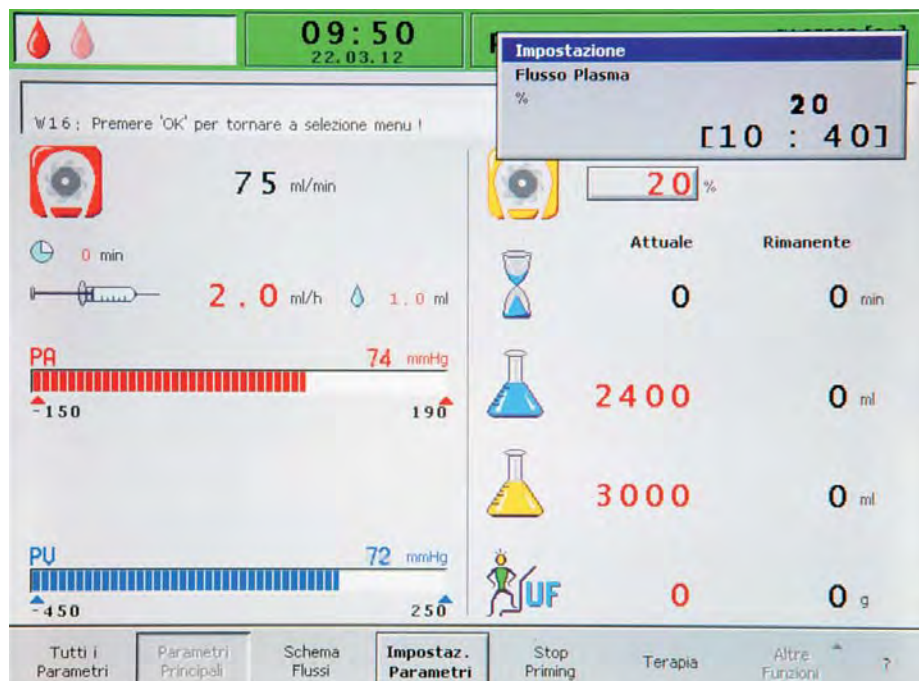 09:50
22.03.12
Impostazione
Flusso Plasma
%
20
[10 : 40]
W16: Premere 'OK' per tornare a selezione menu !
75 ml/min
20 %
0 min
Attuale Rimanente
2.0 ml/h 1.0 ml
0 0 min
PA 74 mmHg
-150 190
2400 0 ml
3000 0 ml
PV 72 mmHg
-450 250
UF 0 0 g
Tutti i Parametri
Parametri Principali
Schema Flussi
Impostaz. Parametri
Stop Priming
Terapia
Altre Funzioni
?